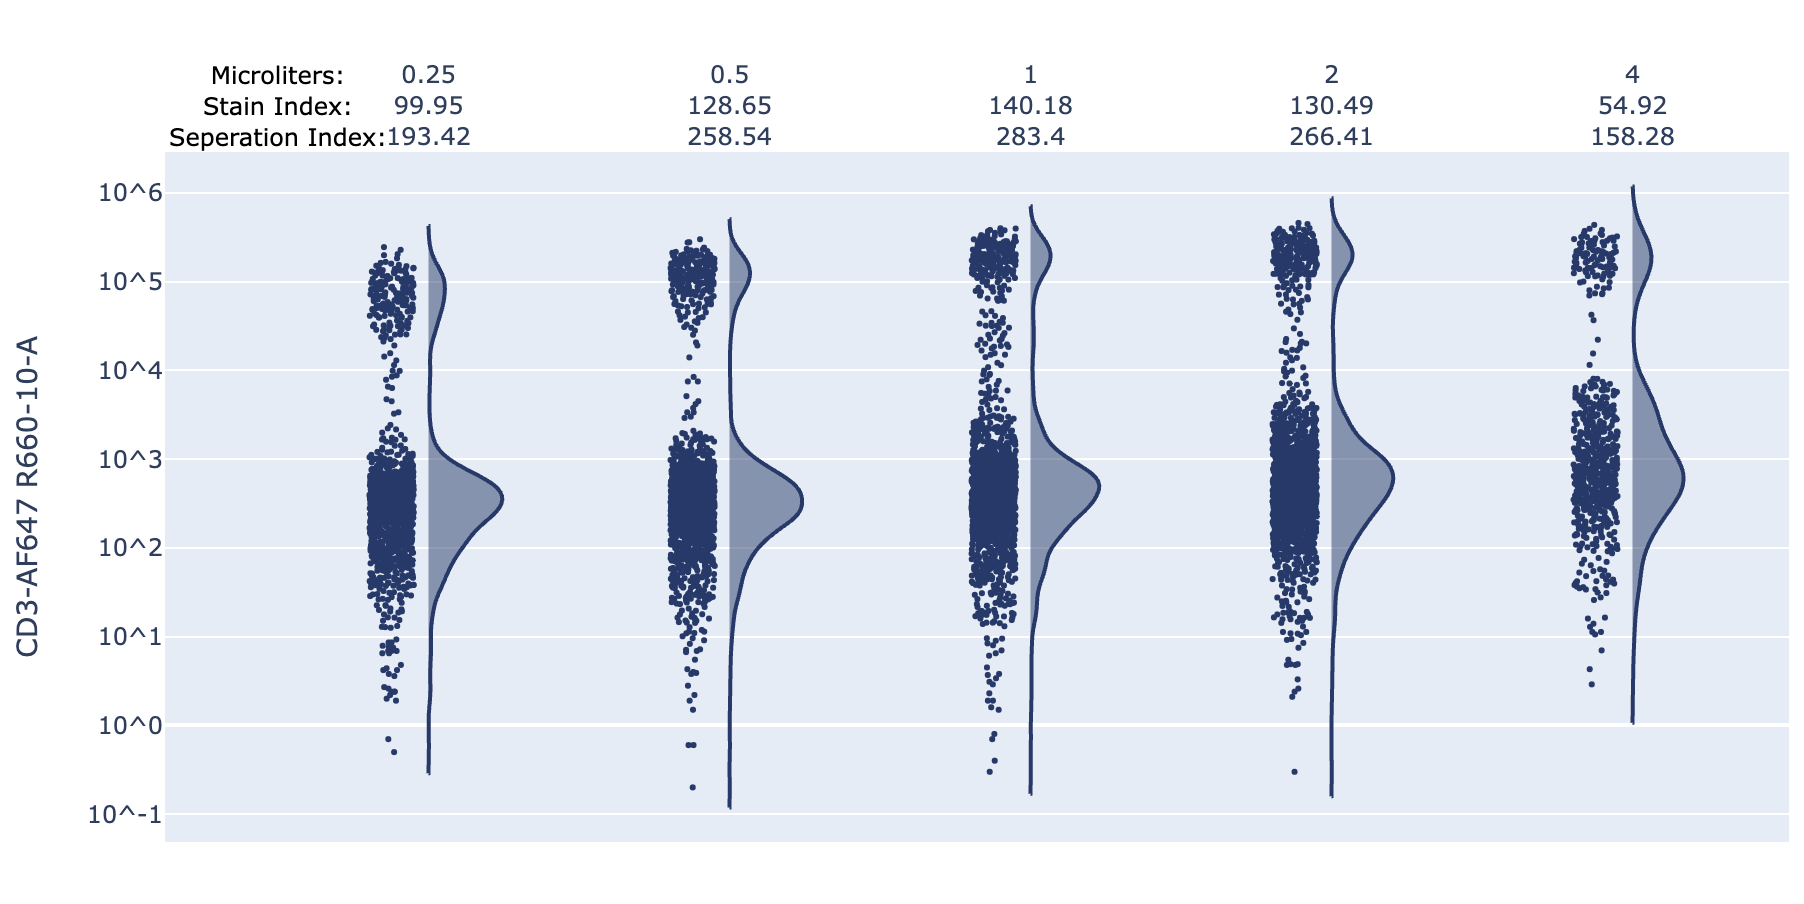 Microliters: 0.25 0.5 1 2 4
Stain Index: 99.95 128.65 140.18 130.49 54.92
Seperation Index: 193.42 258.54 283.4 266.41 158.28
CD3-AF647 R660-10-A
10^6
10^5
10^4
10^3
10^2
10^1
10^0
10^-1